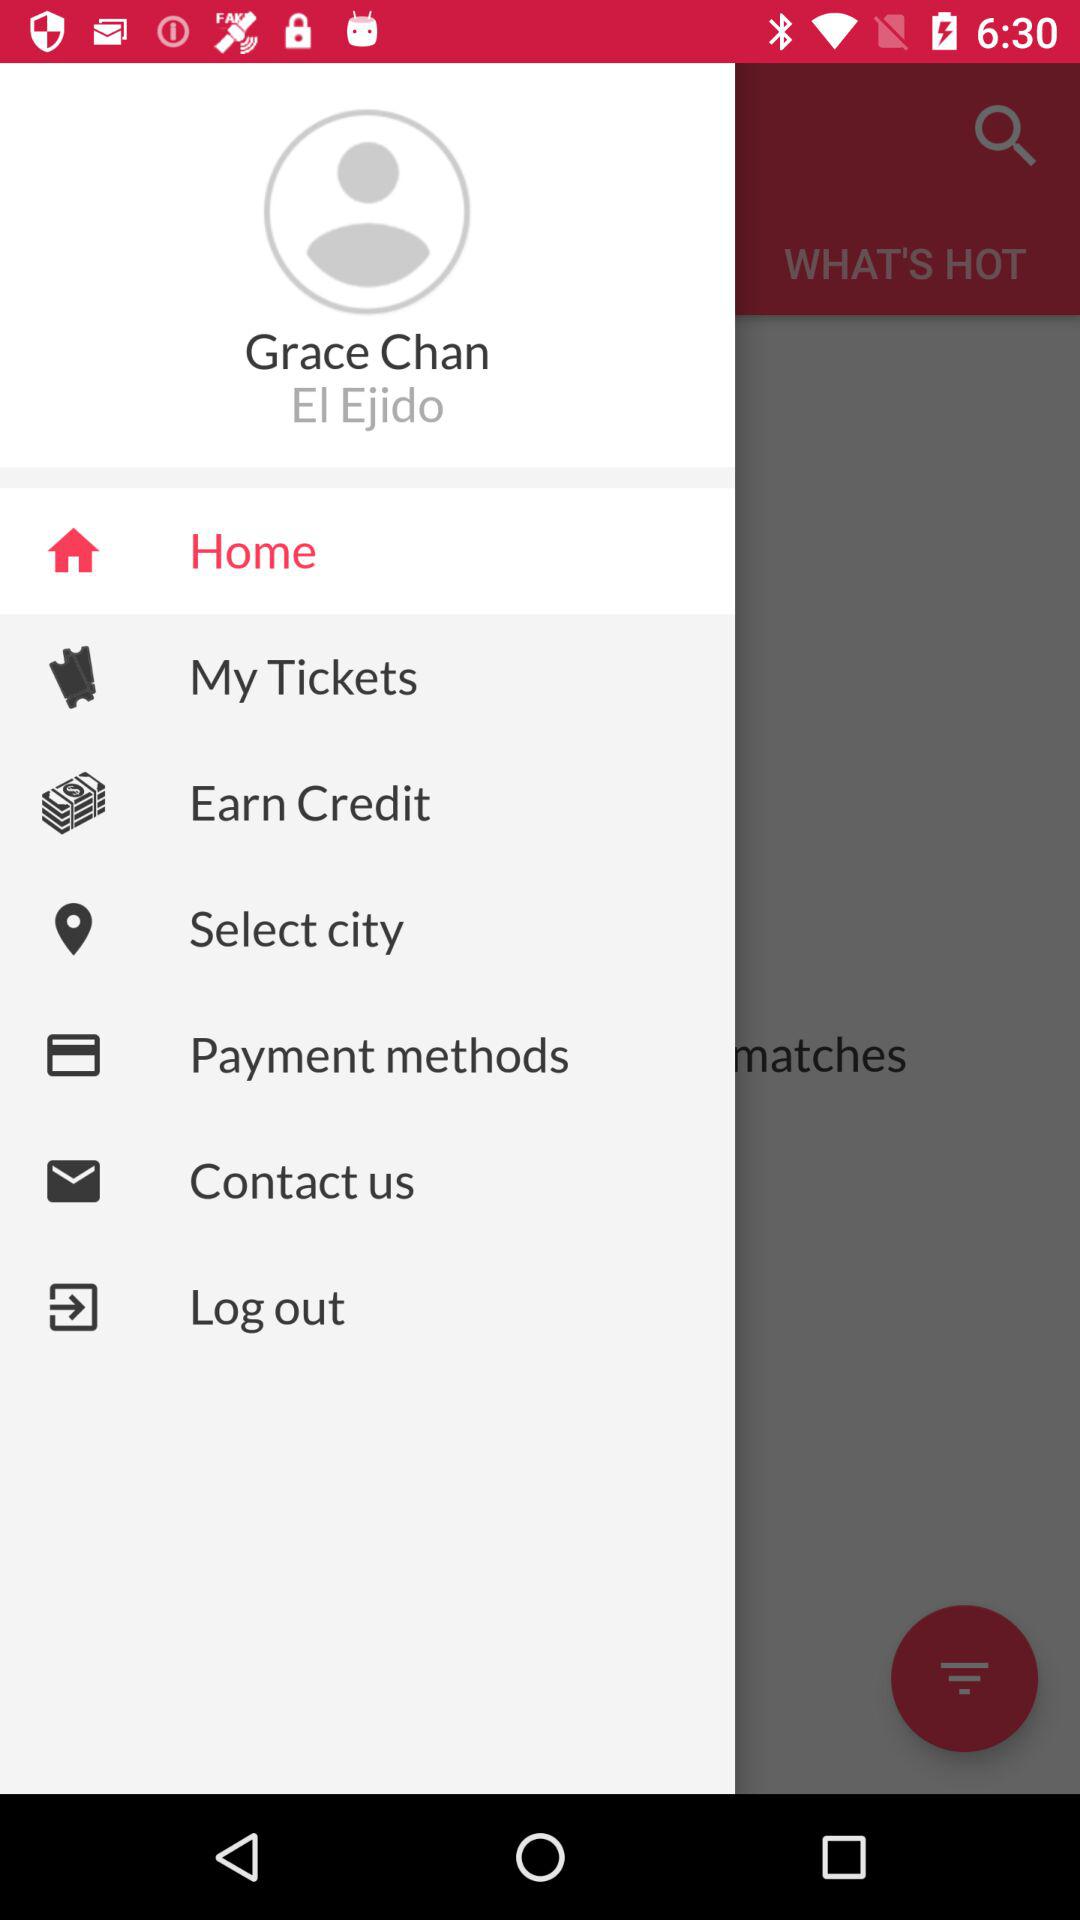 FAKE
6:30
WHAT'S HOT
Grace Chan
El Ejido
Home
My Tickets
Earn Credit
Select city
Payment methods
matches
Contact us
Log out